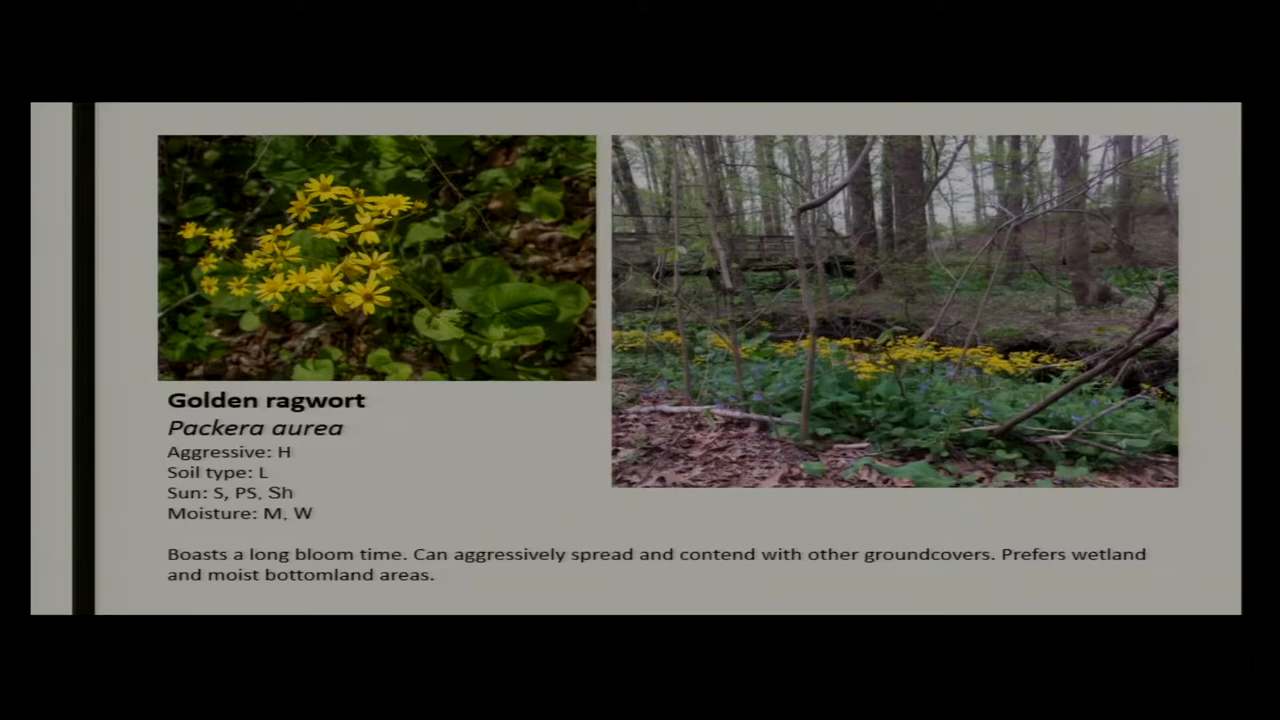 Golden ragwort
Packera aurea
Aggressive: H
Soil type: L
Sun: S, PS, Sh
Moisture: M, W
Boasts a long bloom time. Can aggressively spread and contend with other groundcovers. Prefers wetland
and moist bottomland areas.